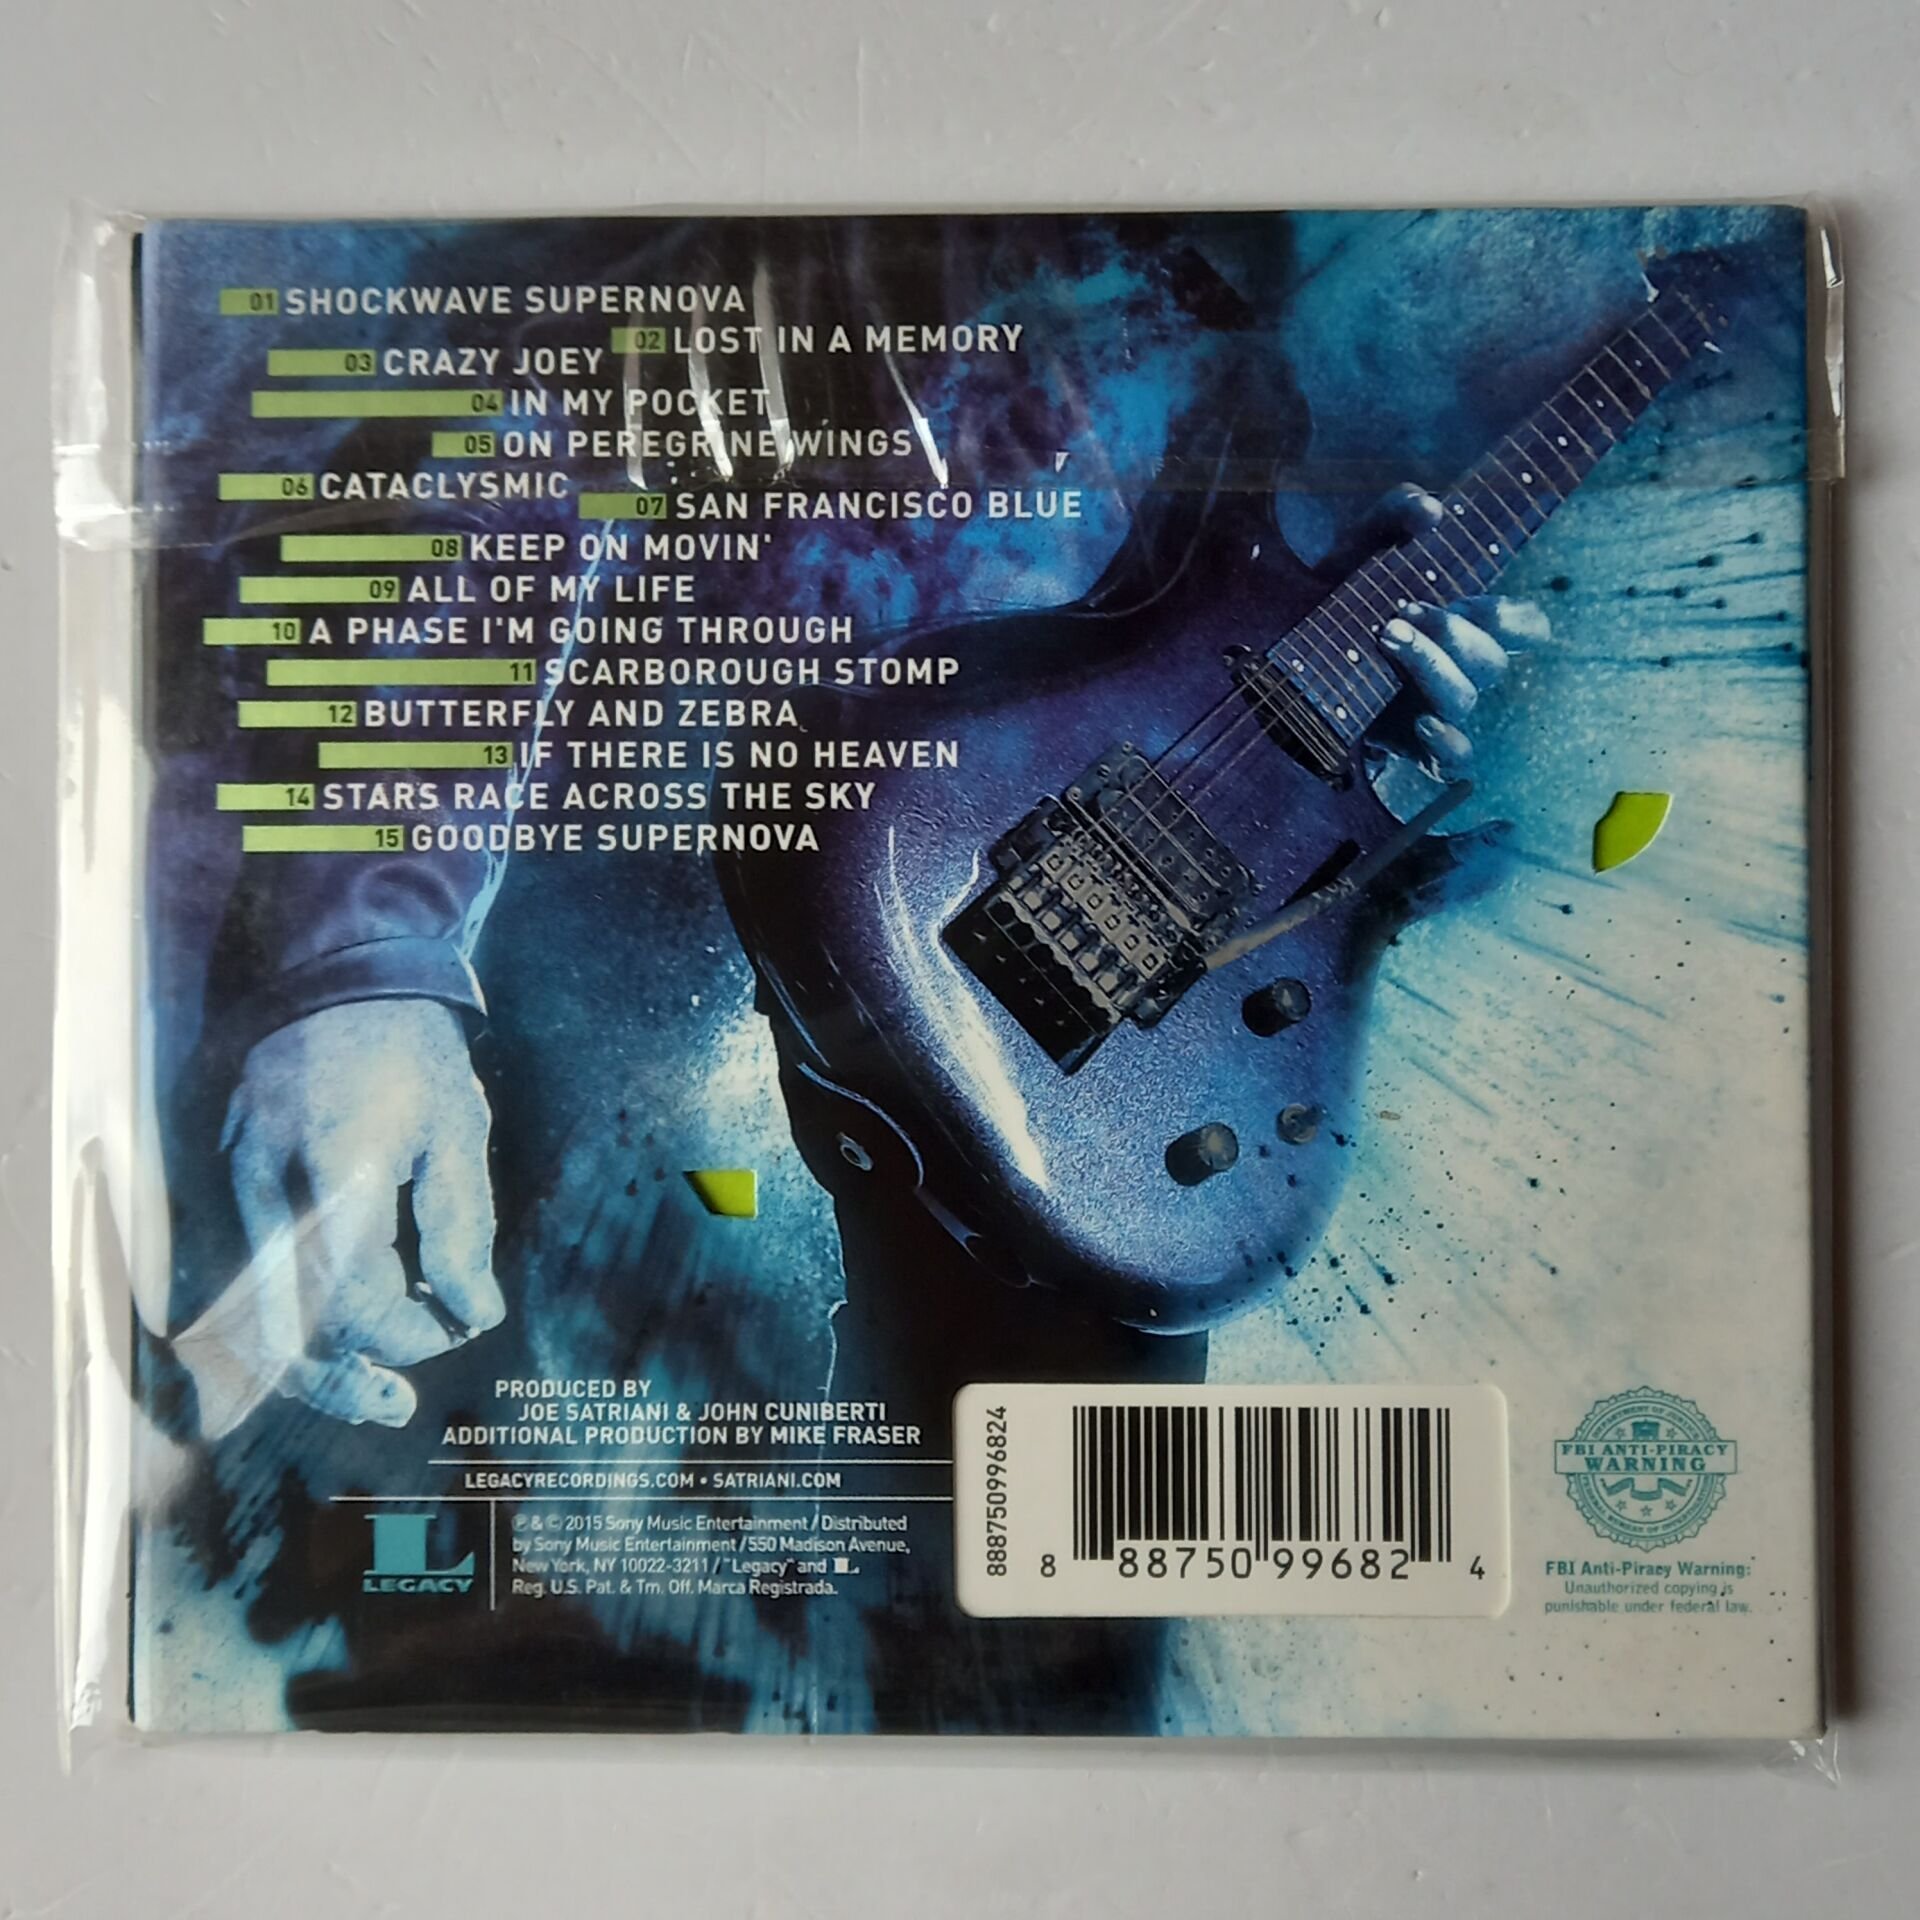 01 SHOCKWAVE SUPERNOVA
02 LOST IN A MEMORY
03 CRAZY JOEY
04 IN MY POCKET
05 ON PEREGRINE WINGS
06 CATACLYSMIC
07 SAN FRANCISCO BLUE
08 KEEP ON MOVIN'
09 ALL OF MY LIFE
10 A PHASE I'M GOING THROUGH
11 SCARBOROUGH STOMP
12 BUTTERFLY AND ZEBRA
13 IF THERE IS NO HEAVEN
14 STARS RACE ACROSS THE SKY
15 GOODBYE SUPERNOVA
PRODUCED BY
JOE SATRIANI & JOHN CUNIBERTI
ADDITIONAL PRODUCTION BY MIKE FRASER
LEGACYRECORDINGS.COM • SATRIANI.COM
L
LEGACY
℗ & © 2015 Sony Music Entertainment / Distributed
by Sony Music Entertainment / 550 Madison Avenue,
New York, NY 10022-3211 / "Legacy" and L
Reg. U.S. Pat. & Tm. Off. Marca Registrada.
888750996824
8 88750 99682 4
DEPARTMENT OF JUSTICE
FBI ANTI-PIRACY
WARNING
FBI Anti-Piracy Warning:
Unauthorized copying is
punishable under federal law.